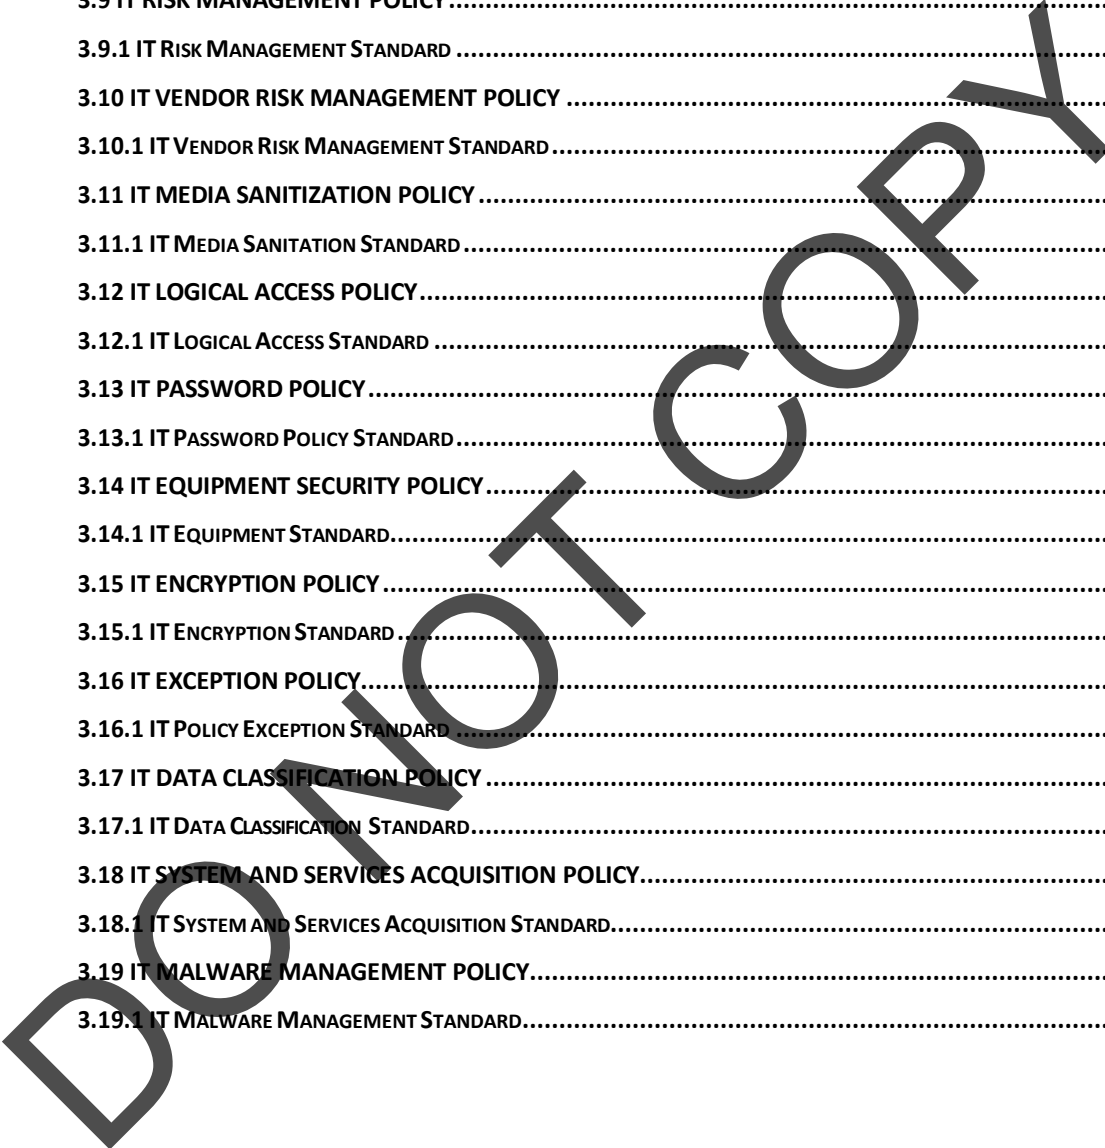 3.9 IT RISK MANAGEMENT POLICY
3.9.1 IT RISK MANAGEMENT STANDARD
3.10 IT VENDOR RISK MANAGEMENT POLICY
3.10.1 IT VENDOR RISK MANAGEMENT STANDARD
3.11 IT MEDIA SANITIZATION POLICY
3.11.1 IT MEDIA SANITATION STANDARD
3.12 IT LOGICAL ACCESS POLICY
3.12.1 IT LOGICAL ACCESS STANDARD
3.13 IT PASSWORD POLICY
3.13.1 IT PASSWORD POLICY STANDARD
3.14 IT EQUIPMENT SECURITY POLICY
3.14.1 IT EQUIPMENT STANDARD
3.15 IT ENCRYPTION POLICY
3.15.1 IT ENCRYPTION STANDARD
3.16 IT EXCEPTION POLICY
3.16.1 IT POLICY EXCEPTION STANDARD
3.17 IT DATA CLASSIFICATION POLICY
3.17.1 IT DATA CLASSIFICATION STANDARD
3.18 IT SYSTEM AND SERVICES ACQUISITION POLICY
3.18.1 IT SYSTEM AND SERVICES ACQUISITION STANDARD
3.19 IT MALWARE MANAGEMENT POLICY
3.19.1 IT MALWARE MANAGEMENT STANDARD
DO NOT COPY